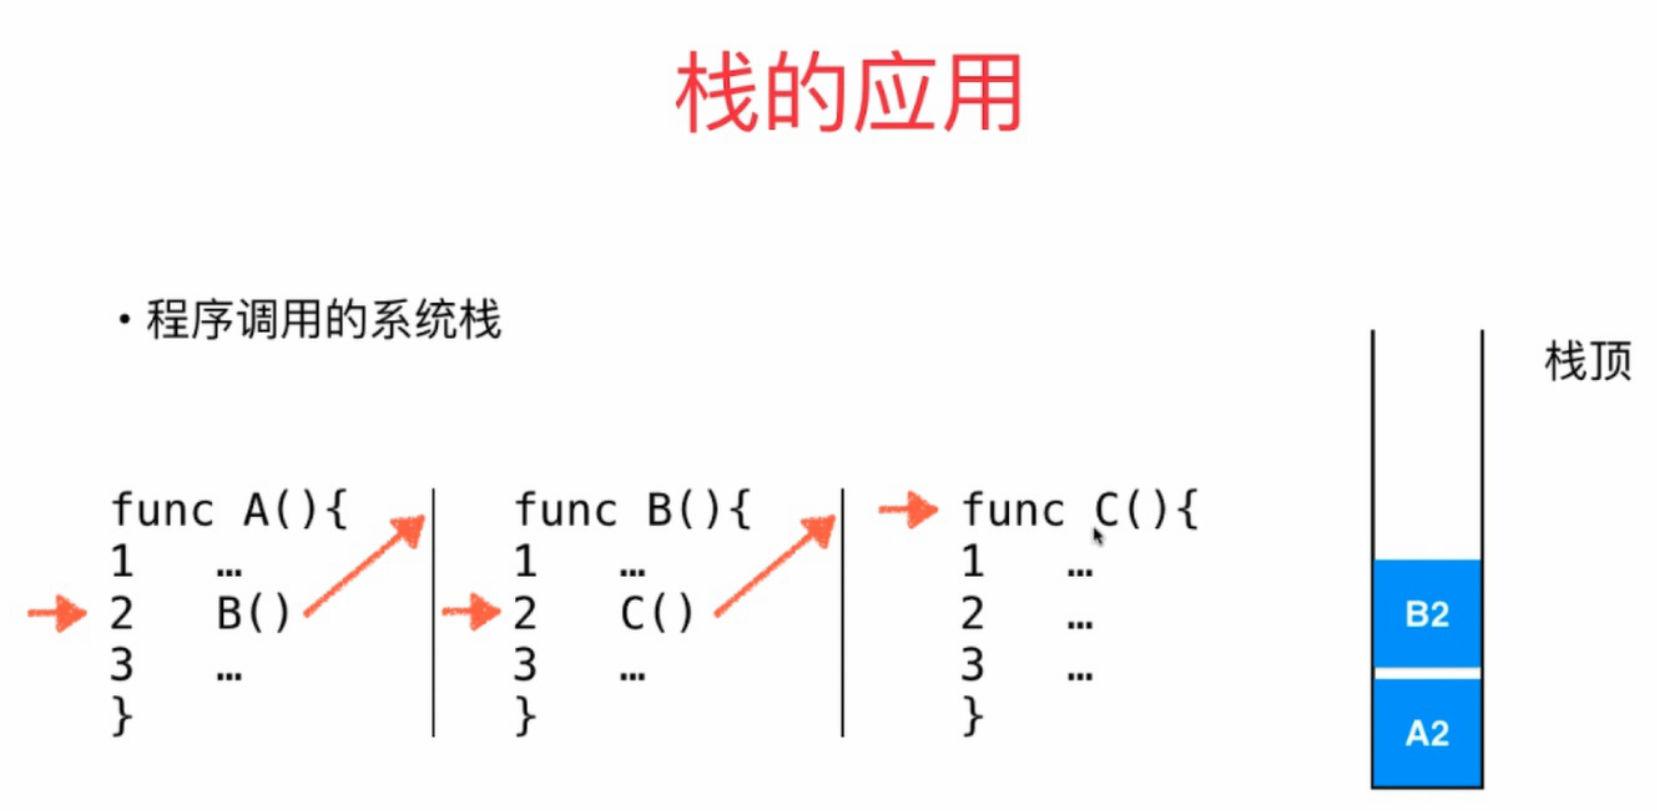 栈的应用
• 程序调用的系统栈
栈顶
func A(){
1 …
2 B()
3 …
}
func B(){
1 …
2 C()
3 …
}
func C(){
1 …
2 …
3 …
}
B2
A2